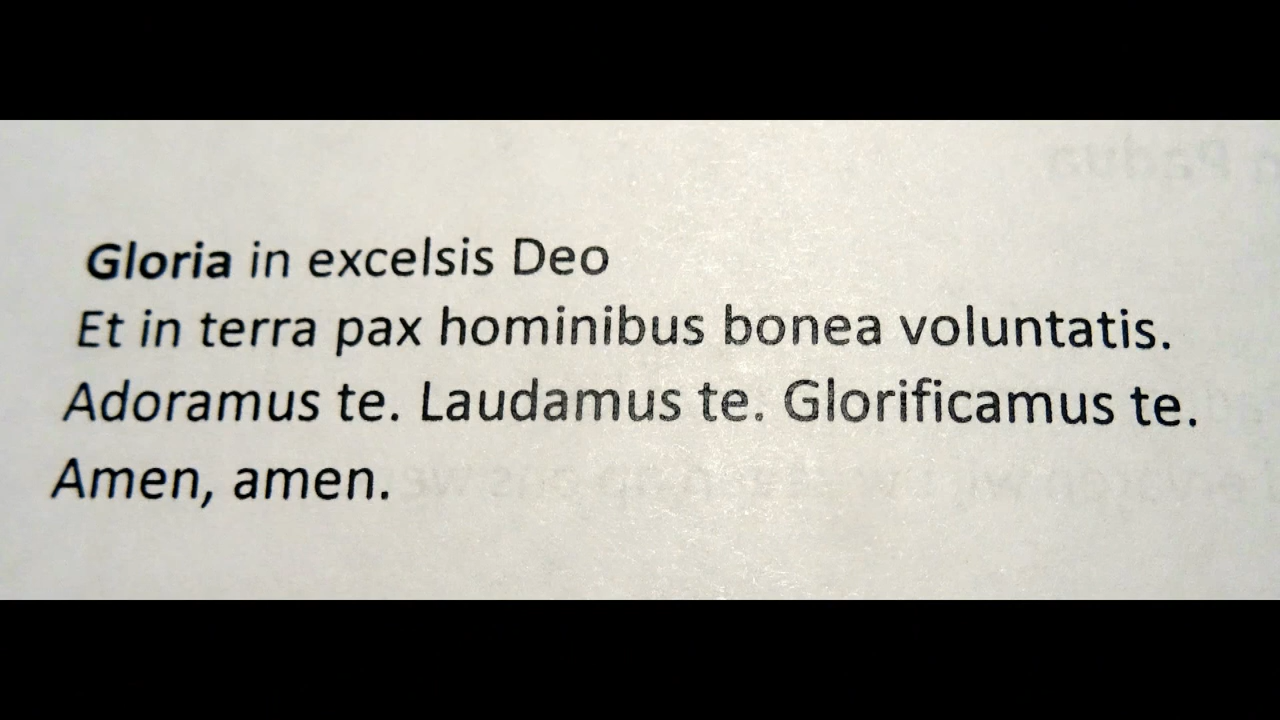 Gloria in excelsis Deo
Et in terra pax hominibus bonea voluntatis.
Adoramus te. Laudamus te. Glorificamus te.
Amen, amen.